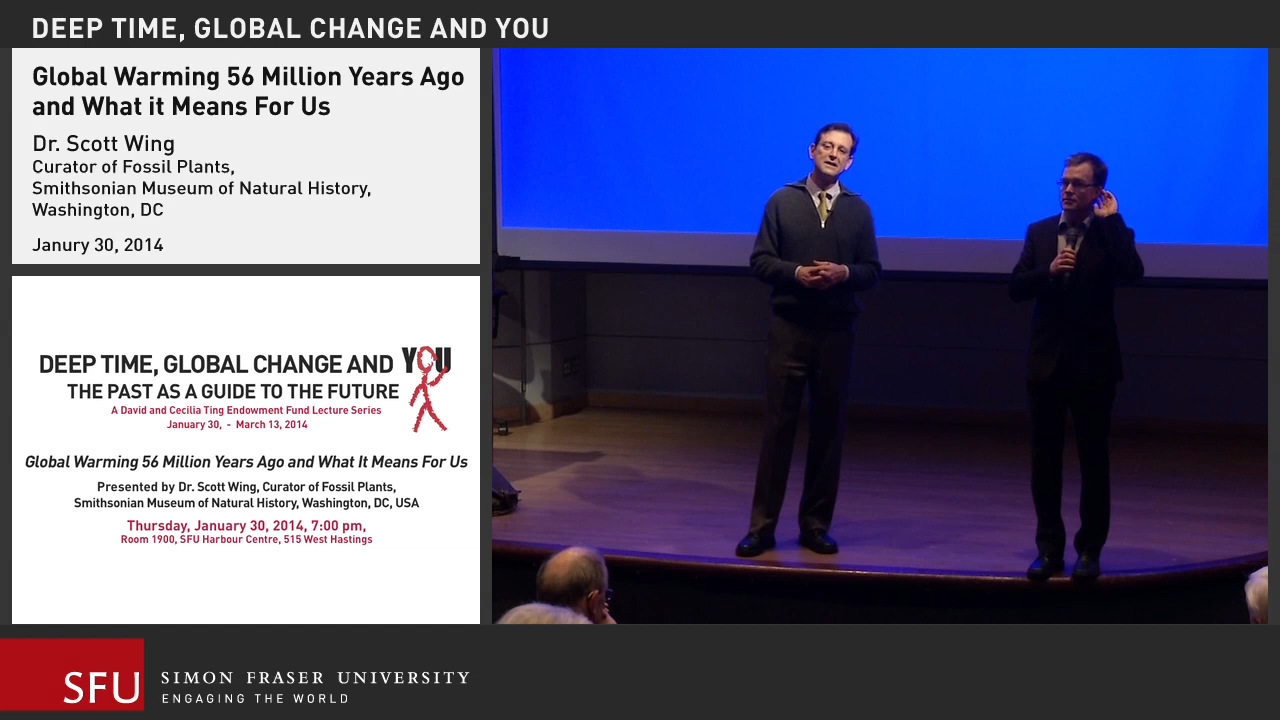 DEEP TIME, GLOBAL CHANGE AND YOU
Global Warming 56 Million Years Ago
and What it Means For Us
Dr. Scott Wing
Curator of Fossil Plants,
Smithsonian Museum of Natural History,
Washington, DC
Janury 30, 2014
DEEP TIME, GLOBAL CHANGE AND YOU
THE PAST AS A GUIDE TO THE FUTURE
A David and Cecilia Ting Endowment Fund Lecture Series
January 30, - March 13, 2014
Global Warming 56 Million Years Ago and What It Means For Us
Presented by Dr. Scott Wing, Curator of Fossil Plants,
Smithsonian Museum of Natural History, Washington, DC, USA
Thursday, January 30, 2014, 7:00 pm,
Room 1900, SFU Harbour Centre, 515 West Hastings
SFU SIMON FRASER UNIVERSITY
ENGAGING THE WORLD